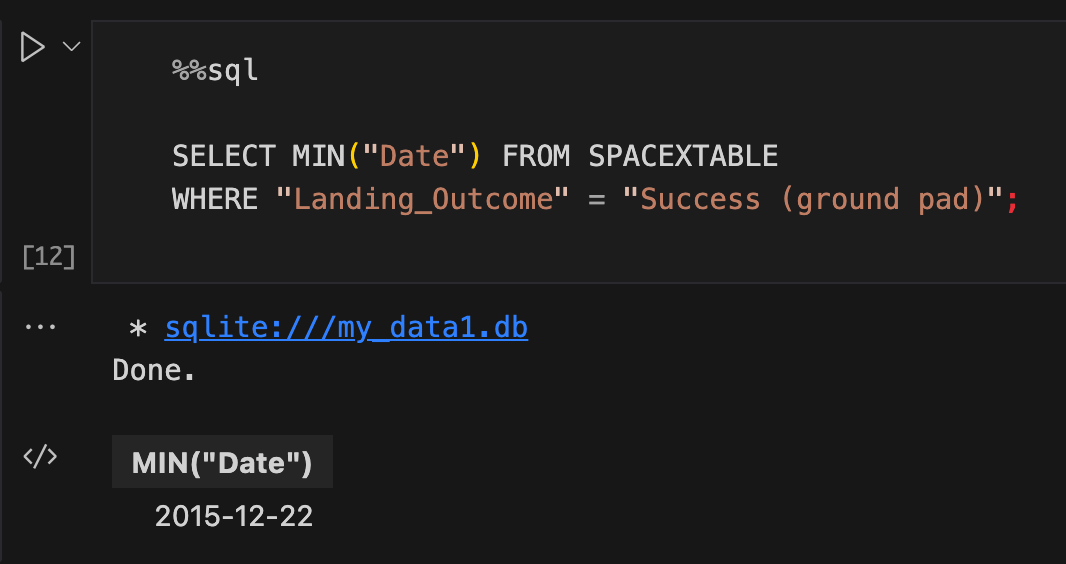 %%sql
SELECT MIN("Date") FROM SPACEXTABLE
WHERE "Landing_Outcome" = "Success (ground pad)";
[12]
* sqlite:///my_data1.db
Done.
MIN("Date")
2015-12-22